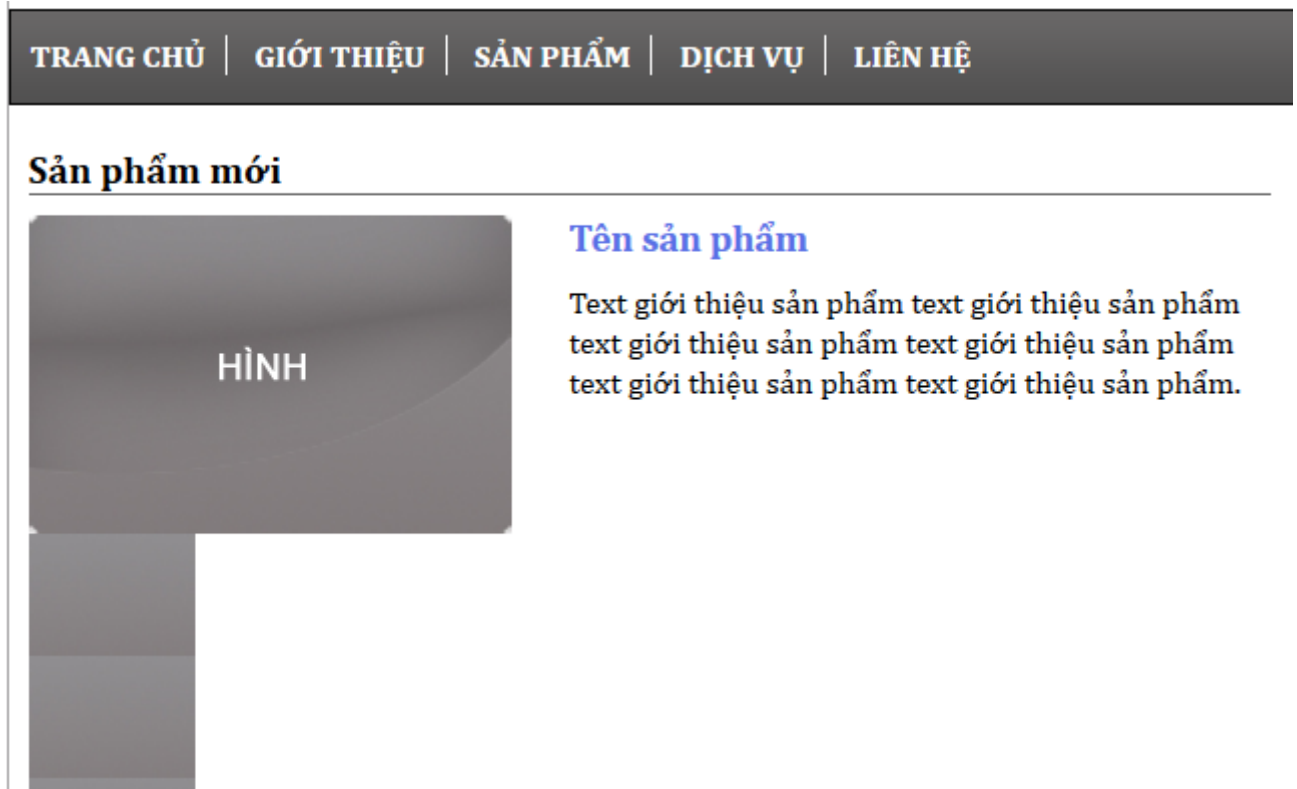 TRANG CHỦ GIỚI THIỆU SẢN PHẨM DỊCH VỤ LIÊN HỆ
Sản phẩm mới
HÌNH
Tên sản phẩm
Text giới thiệu sản phẩm text giới thiệu sản phẩm
text giới thiệu sản phẩm text giới thiệu sản phẩm
text giới thiệu sản phẩm text giới thiệu sản phẩm.